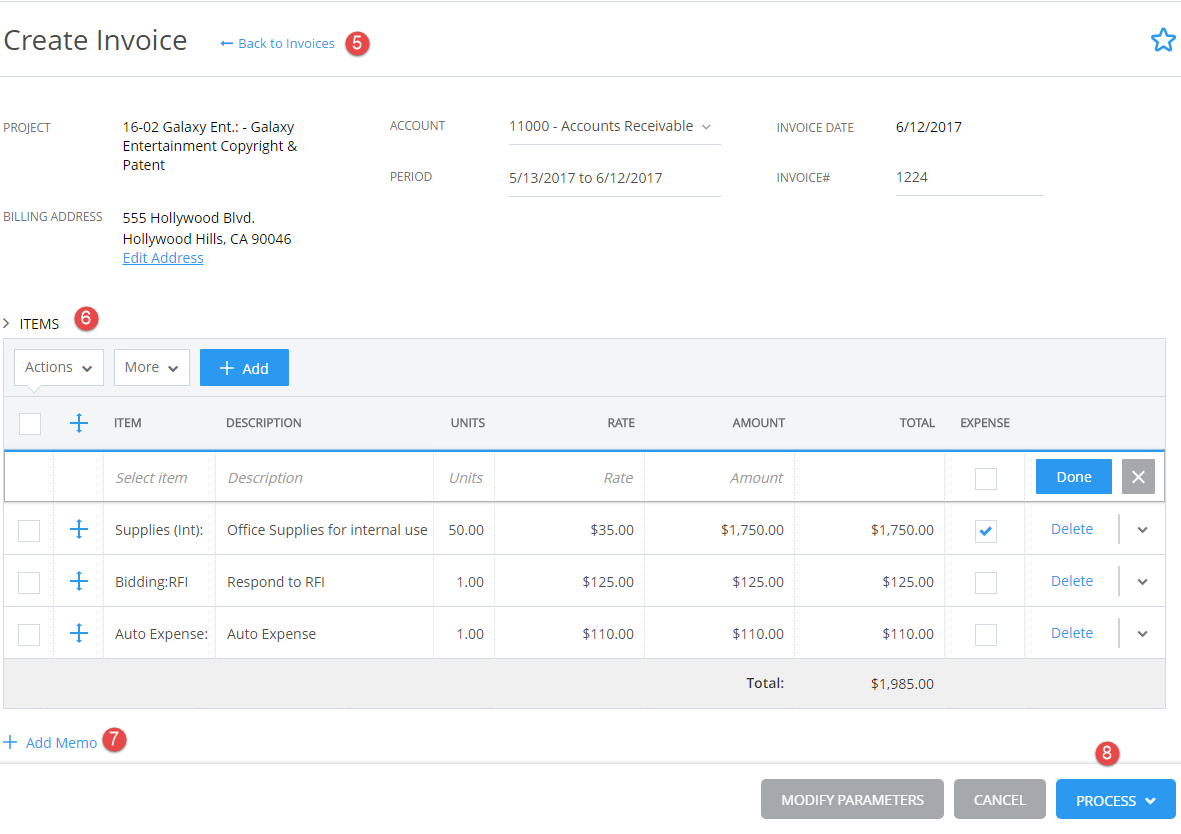 Create Invoice ← Back to Invoices 5
PROJECT 16-02 Galaxy Ent.: - Galaxy
Entertainment Copyright &
Patent
ACCOUNT 11000 - Accounts Receivable
PERIOD 5/13/2017 to 6/12/2017
INVOICE DATE 6/12/2017
INVOICE# 1224
BILLING ADDRESS 555 Hollywood Blvd.
Hollywood Hills, CA 90046
Edit Address
> ITEMS 6
Actions More + Add
ITEM DESCRIPTION UNITS RATE AMOUNT TOTAL EXPENSE
Select item Description Units Rate Amount Done
Supplies (Int): Office Supplies for internal use 50.00 $35.00 $1,750.00 $1,750.00 Delete
Bidding:RFI Respond to RFI 1.00 $125.00 $125.00 $125.00 Delete
Auto Expense: Auto Expense 1.00 $110.00 $110.00 $110.00 Delete
Total: $1,985.00
+ Add Memo 7
8
MODIFY PARAMETERS CANCEL PROCESS